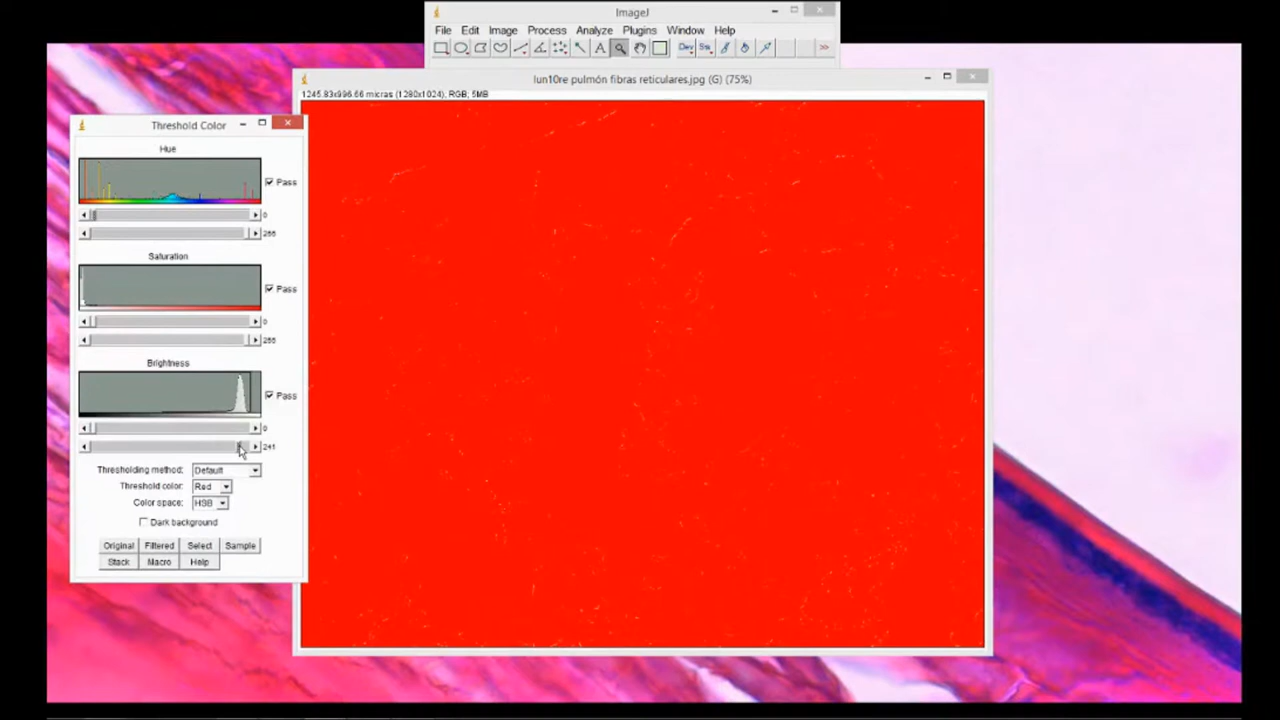 ImageJ
File Edit Image Process Analyze Plugins Window Help
A Dev Stk >>
lun10re pulmón fibras reticulares.jpg (G) (75%)
1245.83x996.66 micras (1280x1024); RGB; 5MB
Threshold Color
Hue
Pass
0
255
Saturation
Pass
0
255
Brightness
Pass
0
241
Thresholding method: Default
Threshold color: Red
Color space: HSB
Dark background
Original Filtered Select Sample
Stack Macro Help